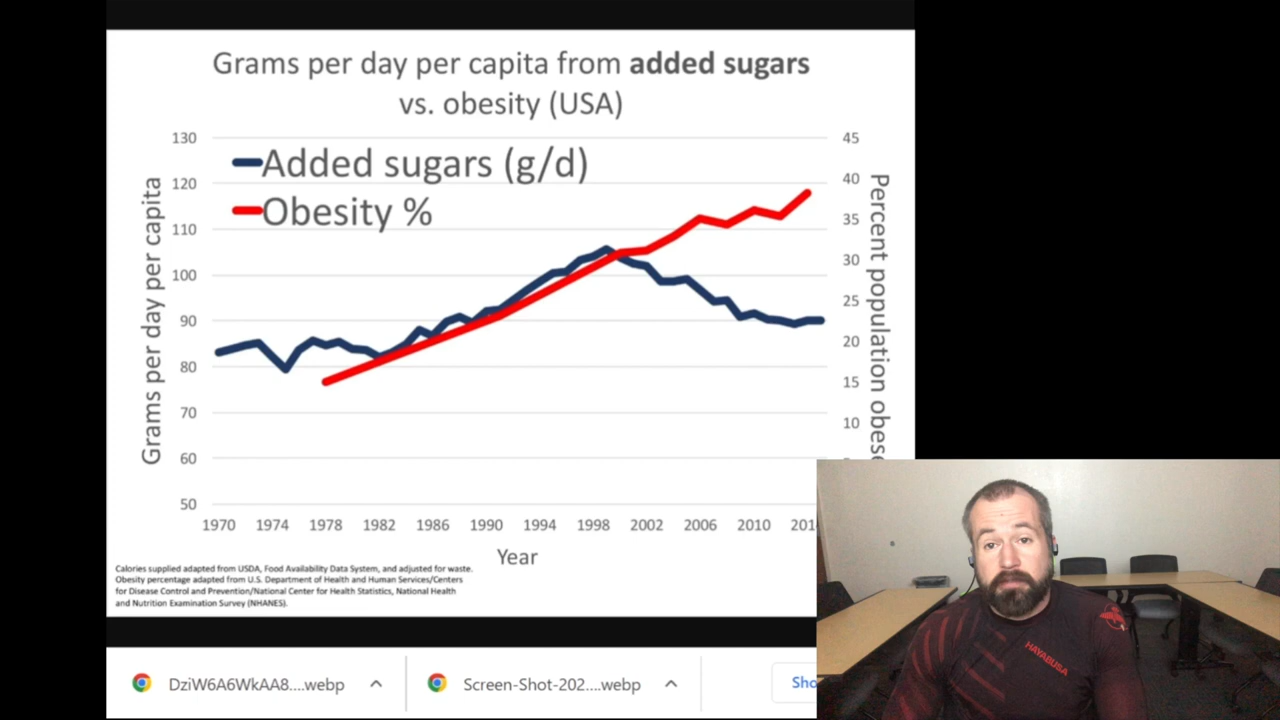 Grams per day per capita from added sugars
vs. obesity (USA)
Grams per day per capita
130
120
110
100
90
80
70
60
50
Added sugars (g/d)
Obesity %
45
40
35
30
25
20
15
10
Percent population obese
1970 1974 1978 1982 1986 1990 1994 1998 2002 2006 2010 201
Year
Calories supplied adapted from USDA, Food Availability Data System, and adjusted for waste.
Obesity percentage adapted from U.S. Department of Health and Human Services/Centers
for Disease Control and Prevention/National Center for Health Statistics, National Health
and Nutrition Examination Survey (NHANES).
HAYABUSA
DziW6A6WkAA8....webp
Screen-Shot-202....webp
Sho